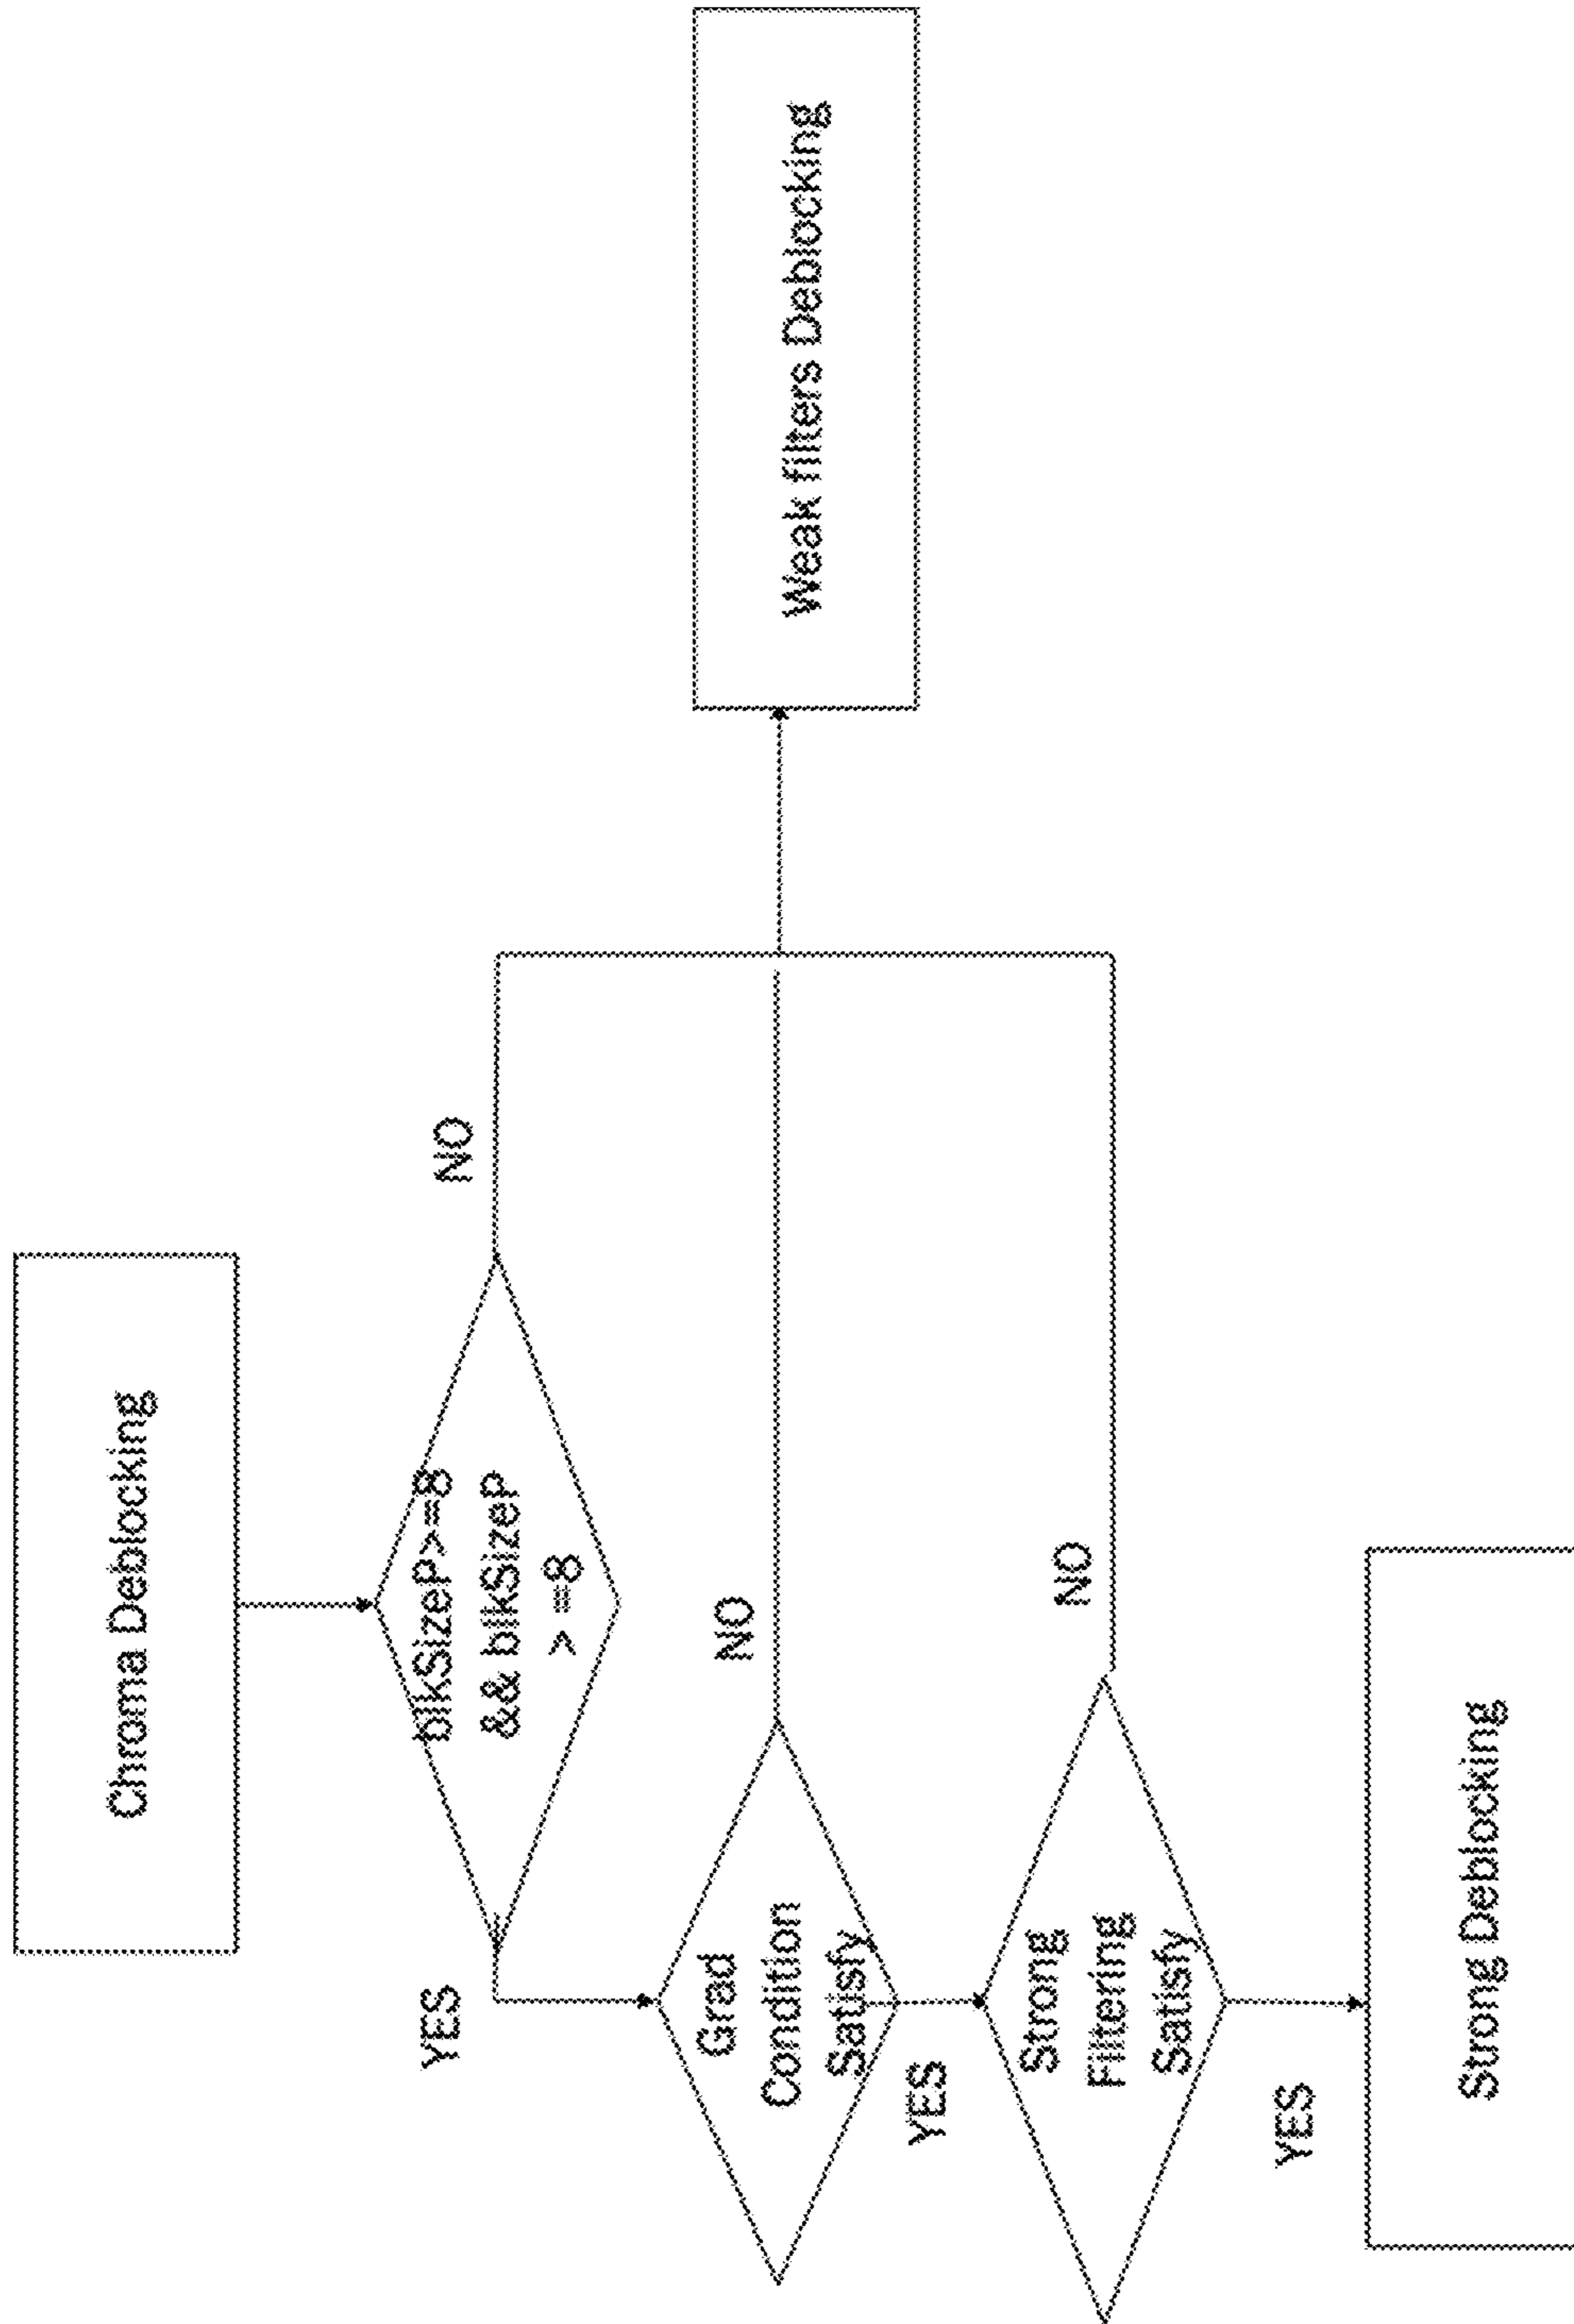 Chroma Deblocking
blkSizeP>=8
&& blkSizeP
> =8
NO
YES
Grad
Condition
Satisfy
NO
YES
Strong
Filtering
Satisfy
NO
YES
Strong Deblocking
Weak filters Deblocking